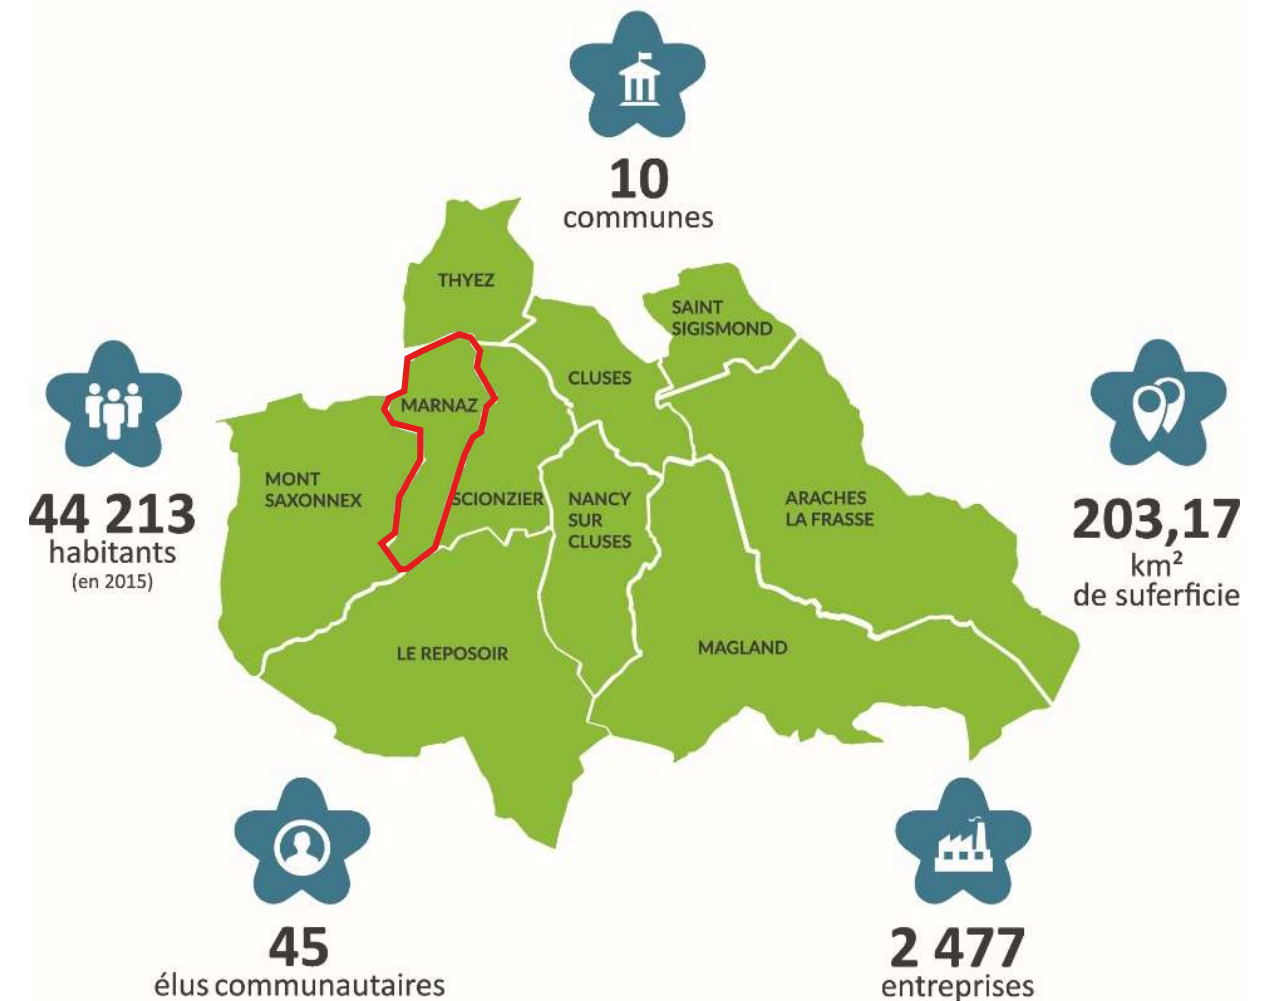 10
communes
THYEZ
SAINT
SIGISMOND
CLUSES
MARNAZ
MONT
SAXONNEX
SCIONZIER
NANCY
SUR
CLUSES
ARACHES
LA FRASSE
44 213
habitants
(en 2015)
203,17
km²
de suferficie
LE REPOSOIR
MAGLAND
45
élus communautaires
2 477
entreprises